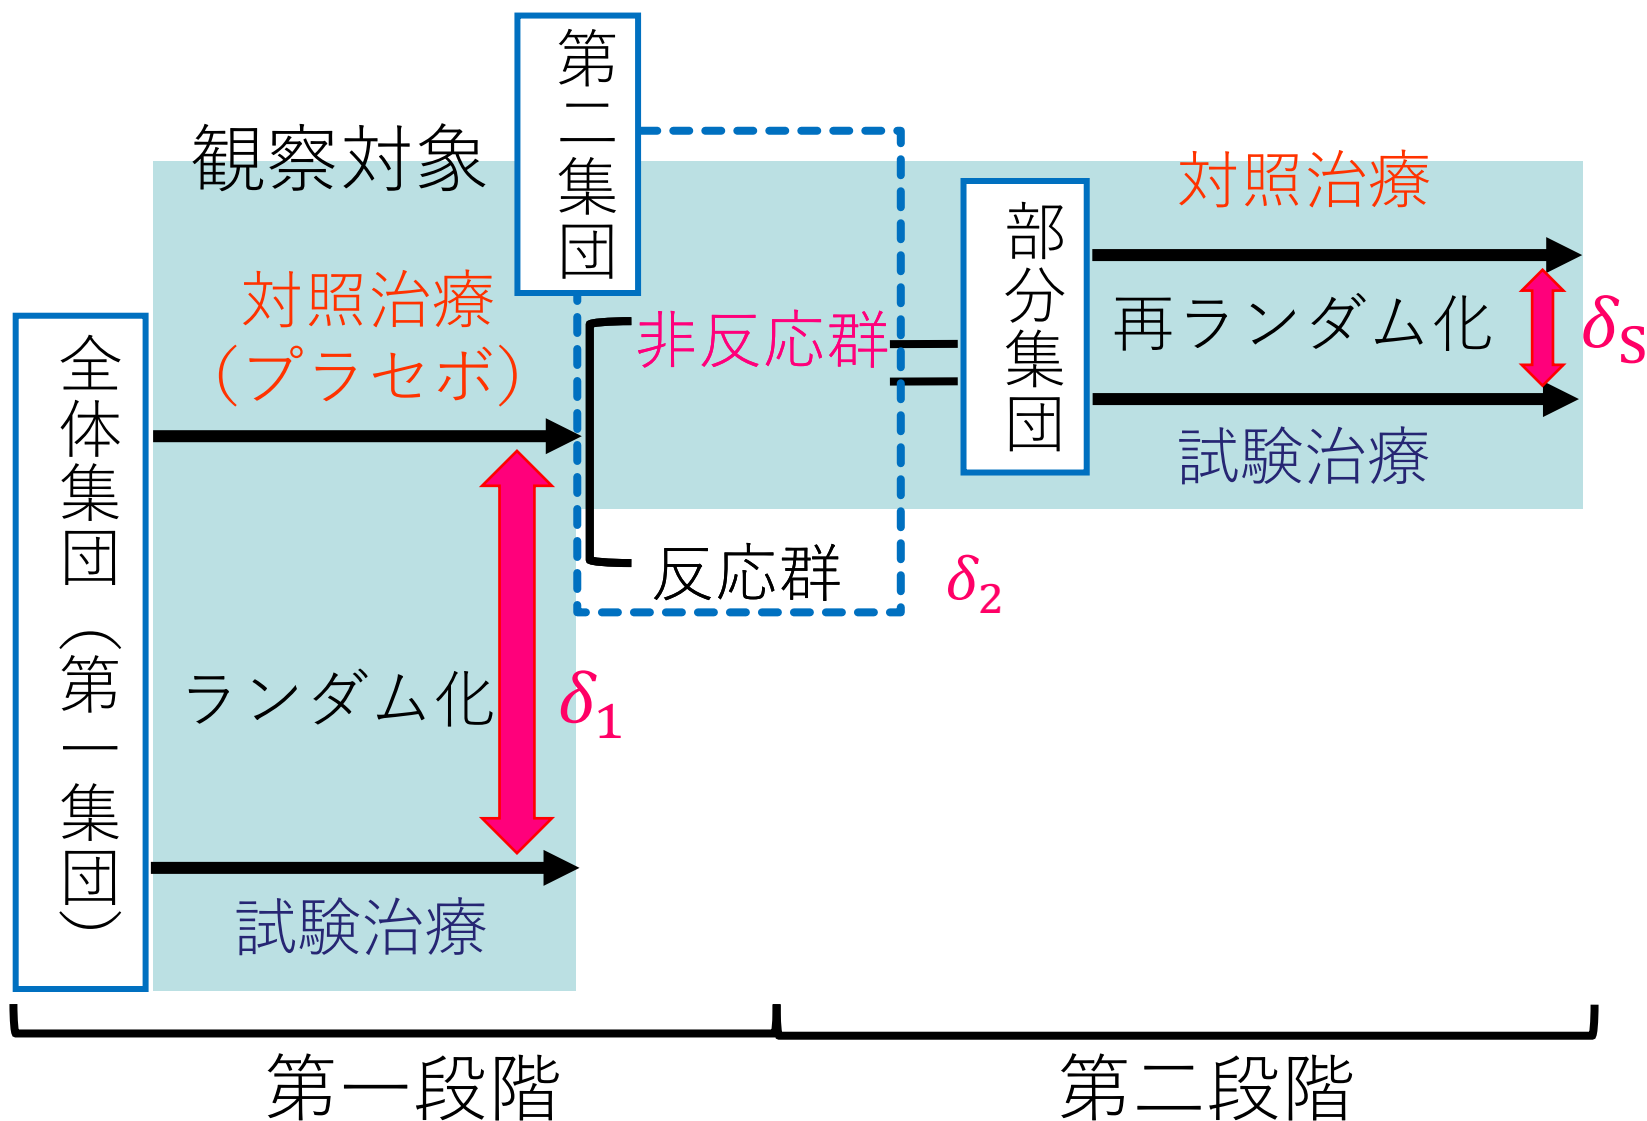 第二集団
観察対象
対照治療
部分集団
対照治療
（プラセボ）
非反応群
再ランダム化
δS
全体集団（第一集団）
試験治療
反応群
δ2
ランダム化
δ1
試験治療
第一段階
第二段階